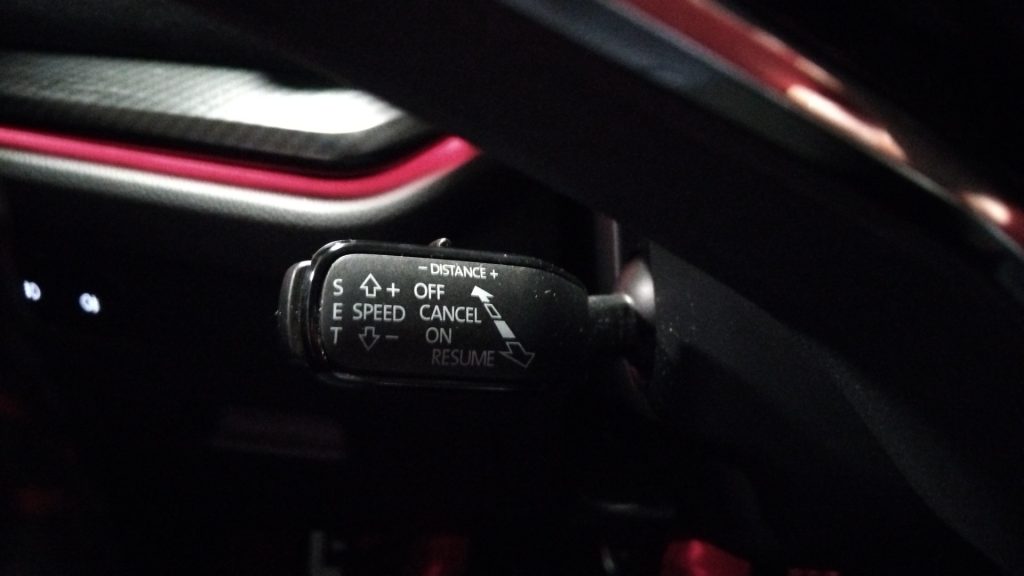 - DISTANCE +
S + OFF
E SPEED CANCEL
T - ON
RESUME